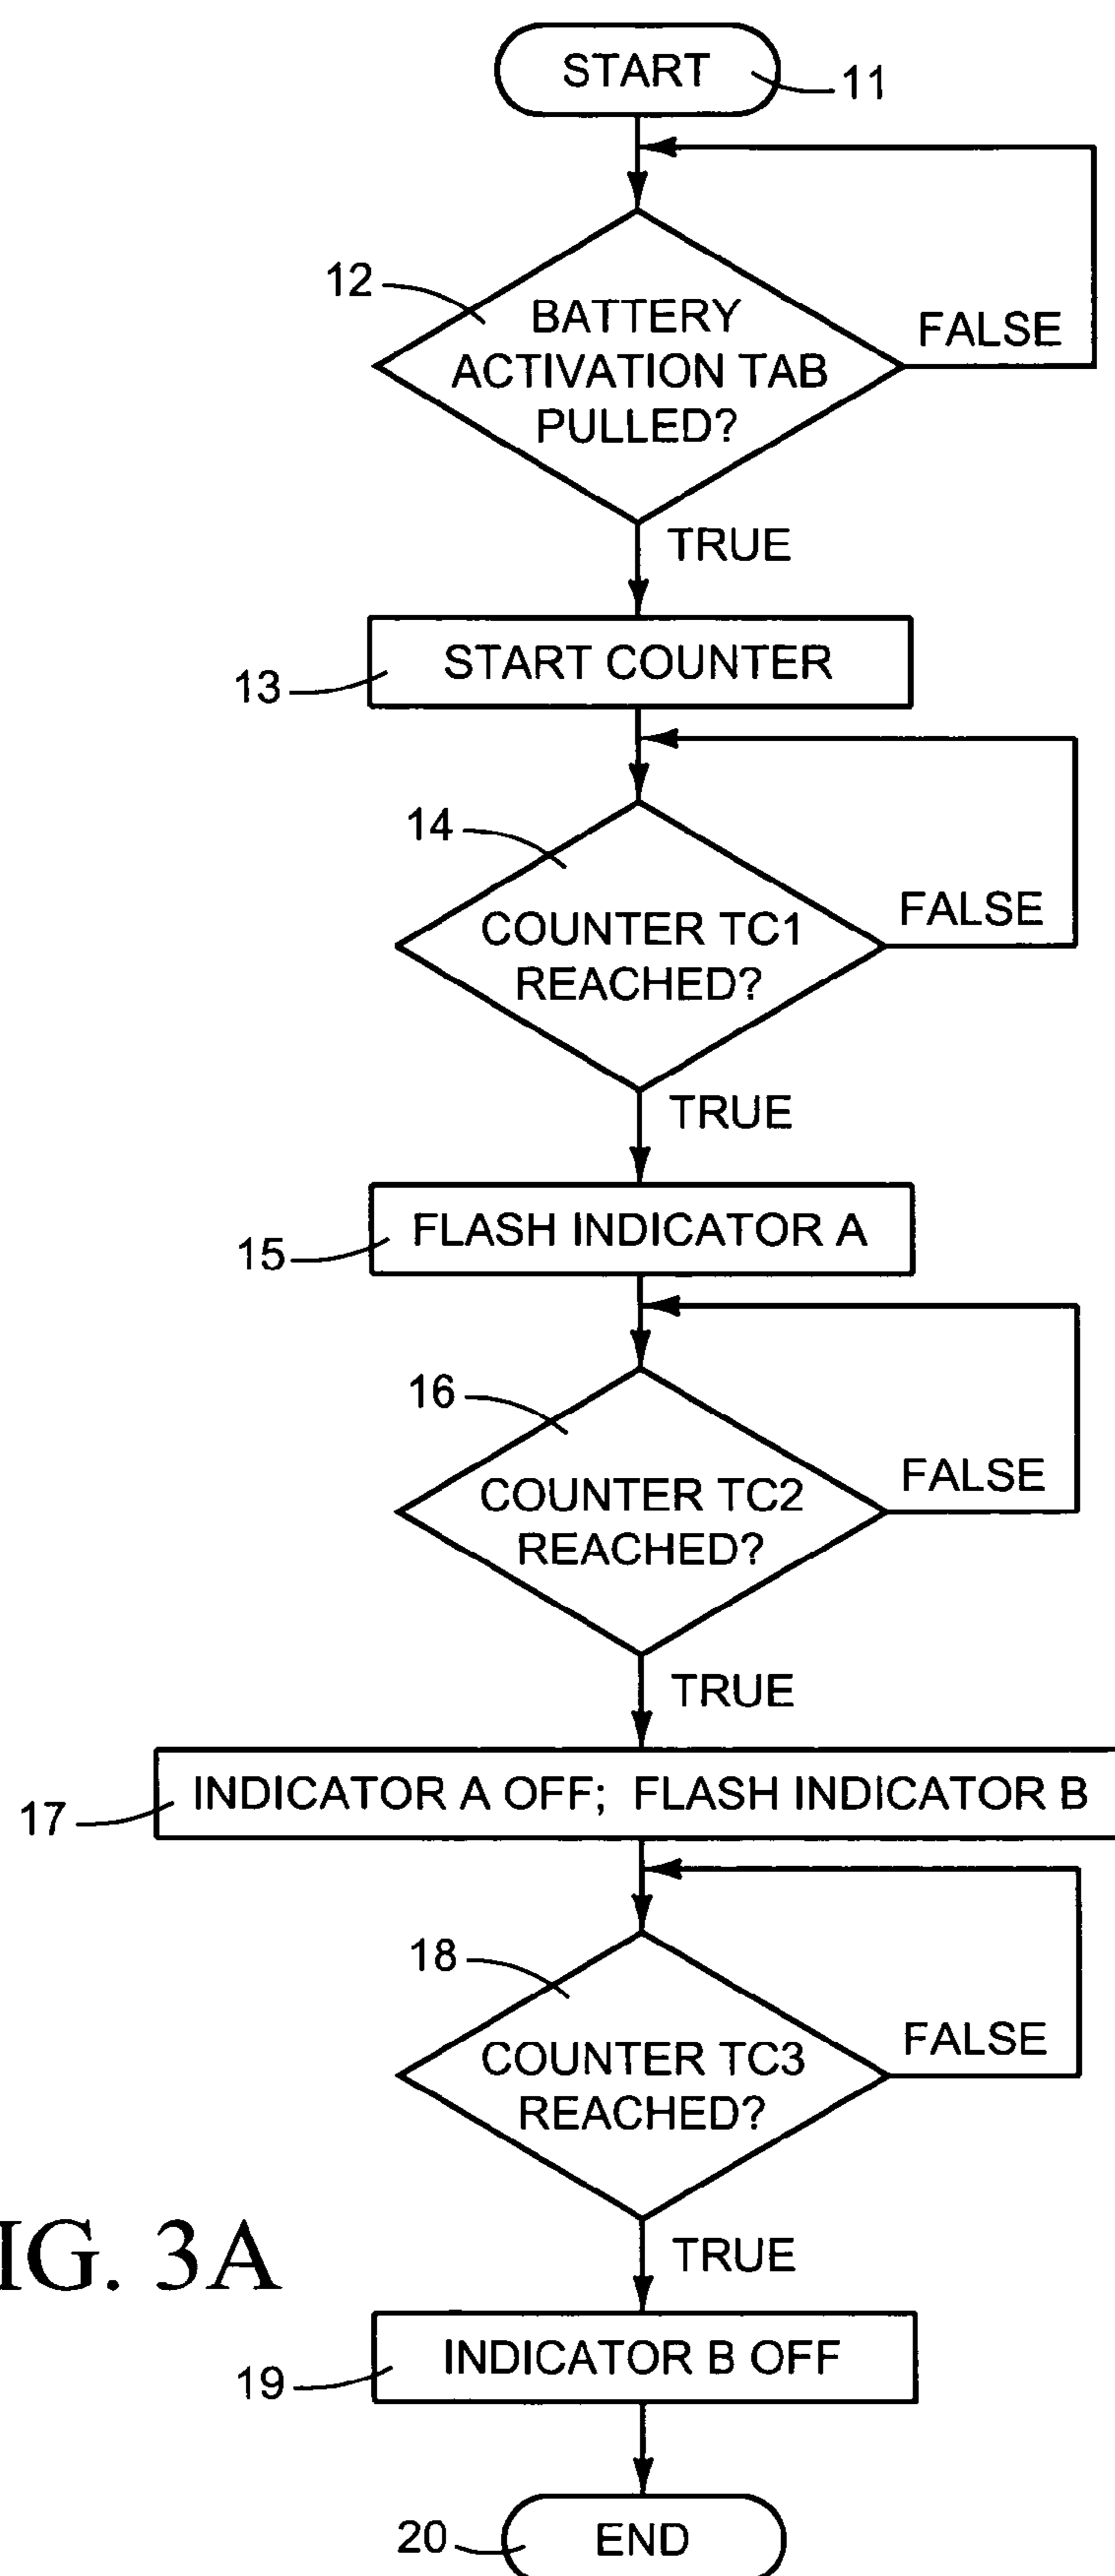 START
11
12
BATTERY
ACTIVATION TAB
PULLED?
FALSE
TRUE
START COUNTER
13
14
COUNTER TC1
REACHED?
FALSE
TRUE
FLASH INDICATOR A
15
16
COUNTER TC2
REACHED?
FALSE
TRUE
INDICATOR A OFF; FLASH INDICATOR B
17
18
COUNTER TC3
REACHED?
FALSE
TRUE
IG. 3A
INDICATOR B OFF
19
20
END